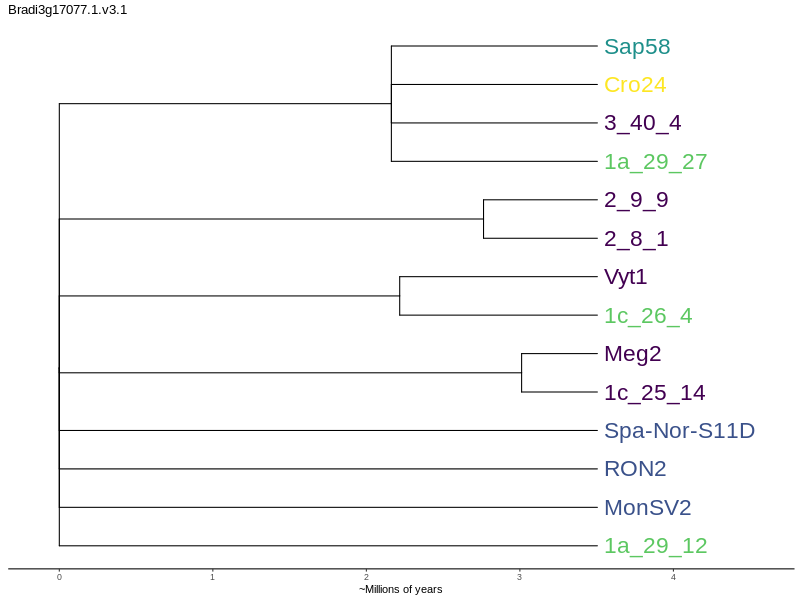 Bradi3g17077.1.v3.1
Sap58
Cro24
3_40_4
1a_29_27
2_9_9
2_8_1
Vyt1
1c_26_4
Meg2
1c_25_14
Spa-Nor-S11D
RON2
MonSV2
1a_29_12
0 1 2 3 4
~Millions of years